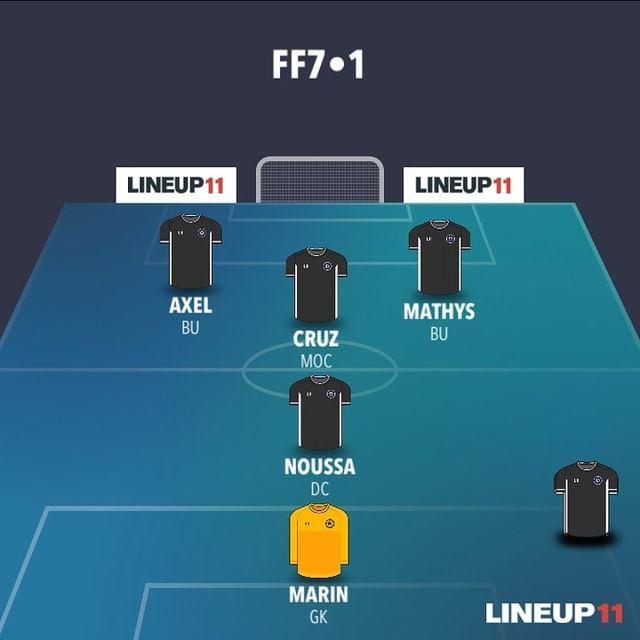 FF7•1
LINEUP11
LINEUP11
AXEL
BU
MATHYS
BU
CRUZ
MOC
NOUSSA
DC
MARIN
GK
LINEUP11